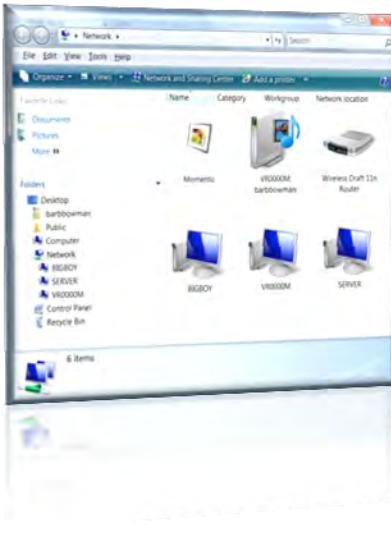 Network
Search
File Edit View Tools Help
Organize Views Network and Sharing Center Add a printer
Favorite Links
Name Category Workgroup Network location
Documents
Pictures
More
Momento
VR0000M:
barbbowman
Wireless Draft 11n
Router
Folders
Desktop
barbbowman
Public
Computer
Network
BIGBOY
SERVER
VR0000M
Control Panel
Recycle Bin
BIGBOY
VR0000M
SERVER
6 items